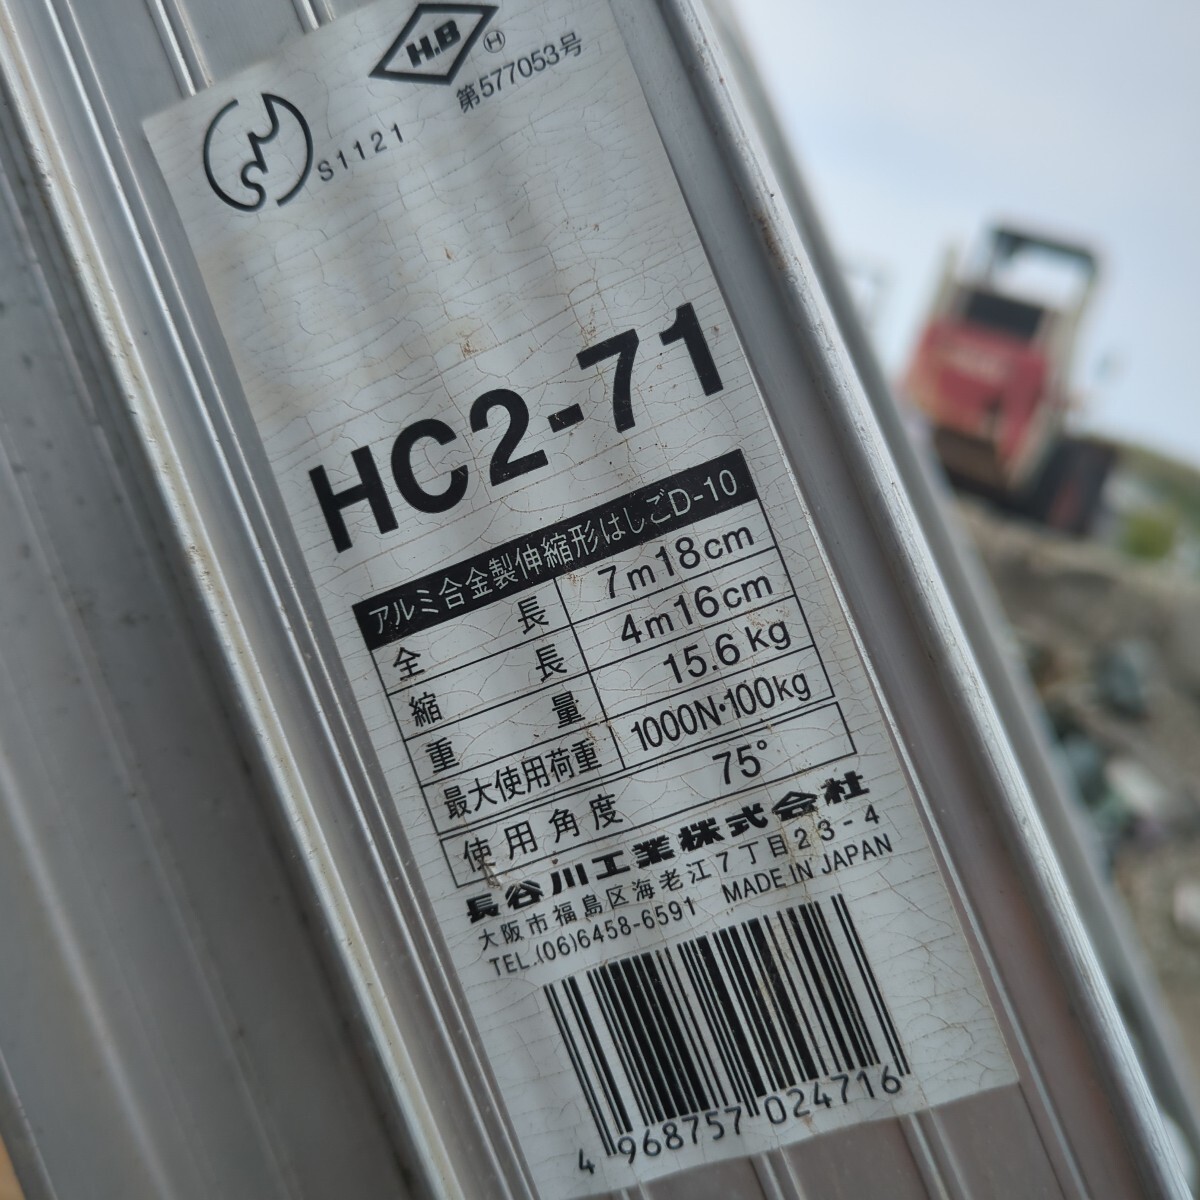 H.B
H
第577053号
S1121
HC2-71
アルミ合金製伸縮形はしごD-10
全長 7m18cm
縮長 4m16cm
重量 15.6kg
最大使用荷重 1000N・100kg
使用角度 75°
長谷川工業株式会社
大阪市福島区海老江7丁目23-4
TEL.(06)6458-6591 MADE IN JAPAN
4 968757 024716